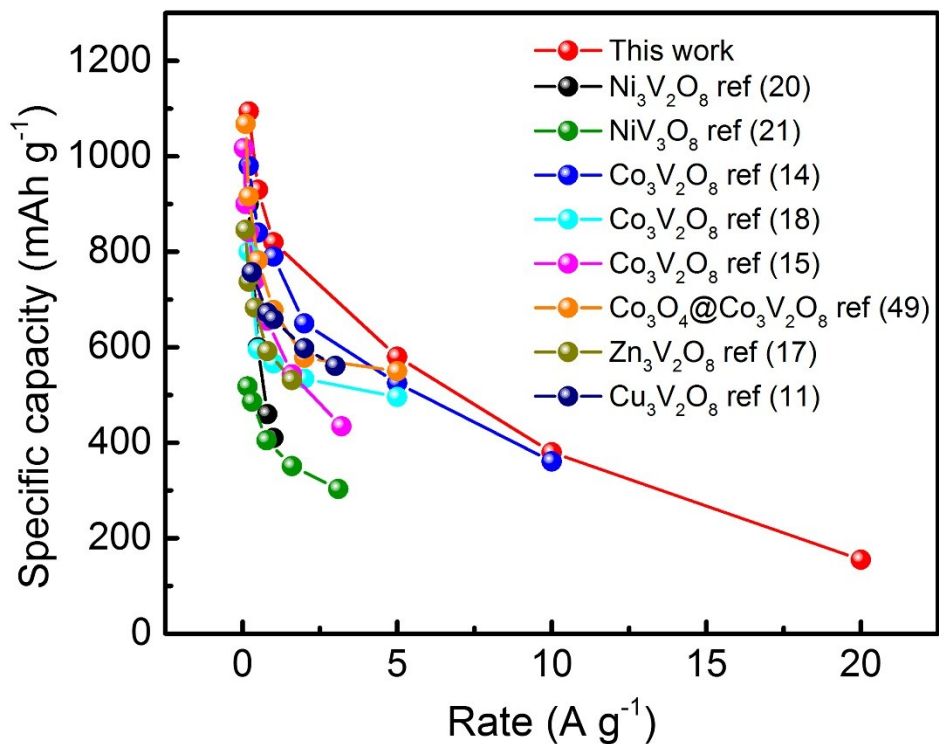 Specific capacity (mAh g⁻¹)
1200
1000
800
600
400
200
0
This work
Ni₃V₂O₈ ref (20)
NiV₃O₈ ref (21)
Co₃V₂O₈ ref (14)
Co₃V₂O₈ ref (18)
Co₃V₂O₈ ref (15)
Co₃O₄@Co₃V₂O₈ ref (49)
Zn₃V₂O₈ ref (17)
Cu₃V₂O₈ ref (11)
0 5 10 15 20
Rate (A g⁻¹)